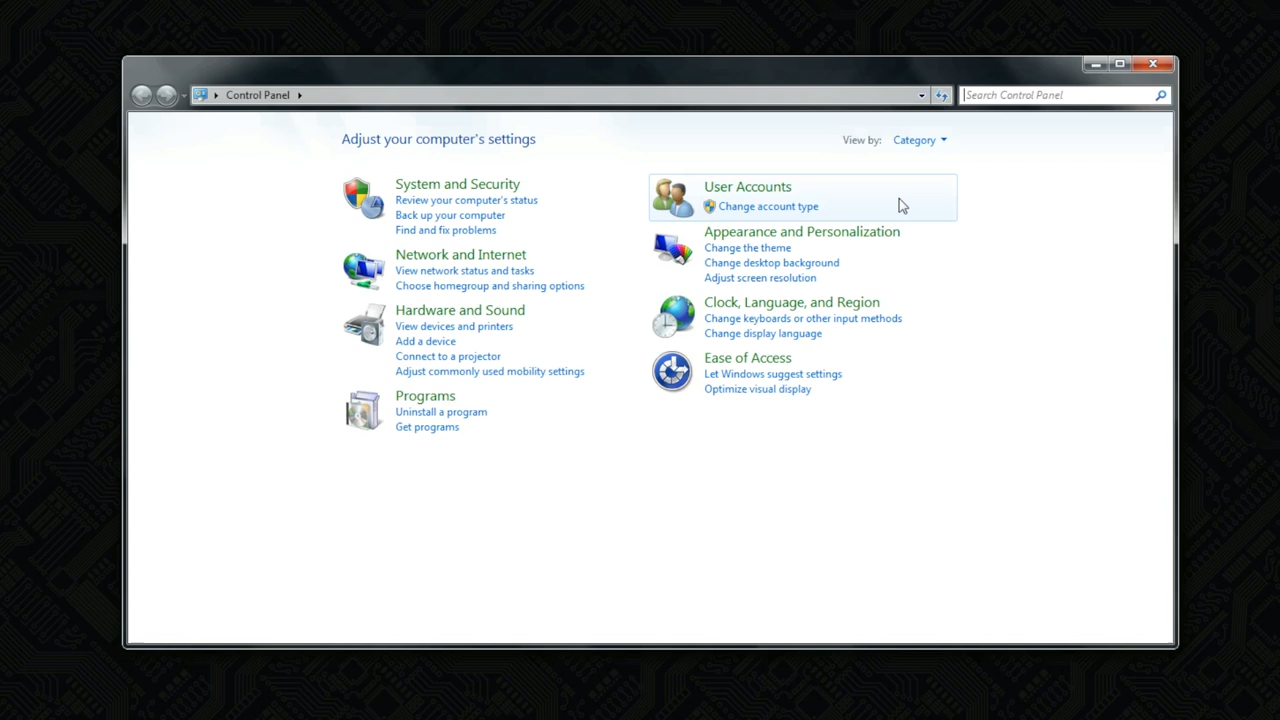 Control Panel
Search Control Panel
Adjust your computer's settings
View by: Category
System and Security
Review your computer's status
Back up your computer
Find and fix problems
Network and Internet
View network status and tasks
Choose homegroup and sharing options
Hardware and Sound
View devices and printers
Add a device
Connect to a projector
Adjust commonly used mobility settings
Programs
Uninstall a program
Get programs
User Accounts
Change account type
Appearance and Personalization
Change the theme
Change desktop background
Adjust screen resolution
Clock, Language, and Region
Change keyboards or other input methods
Change display language
Ease of Access
Let Windows suggest settings
Optimize visual display